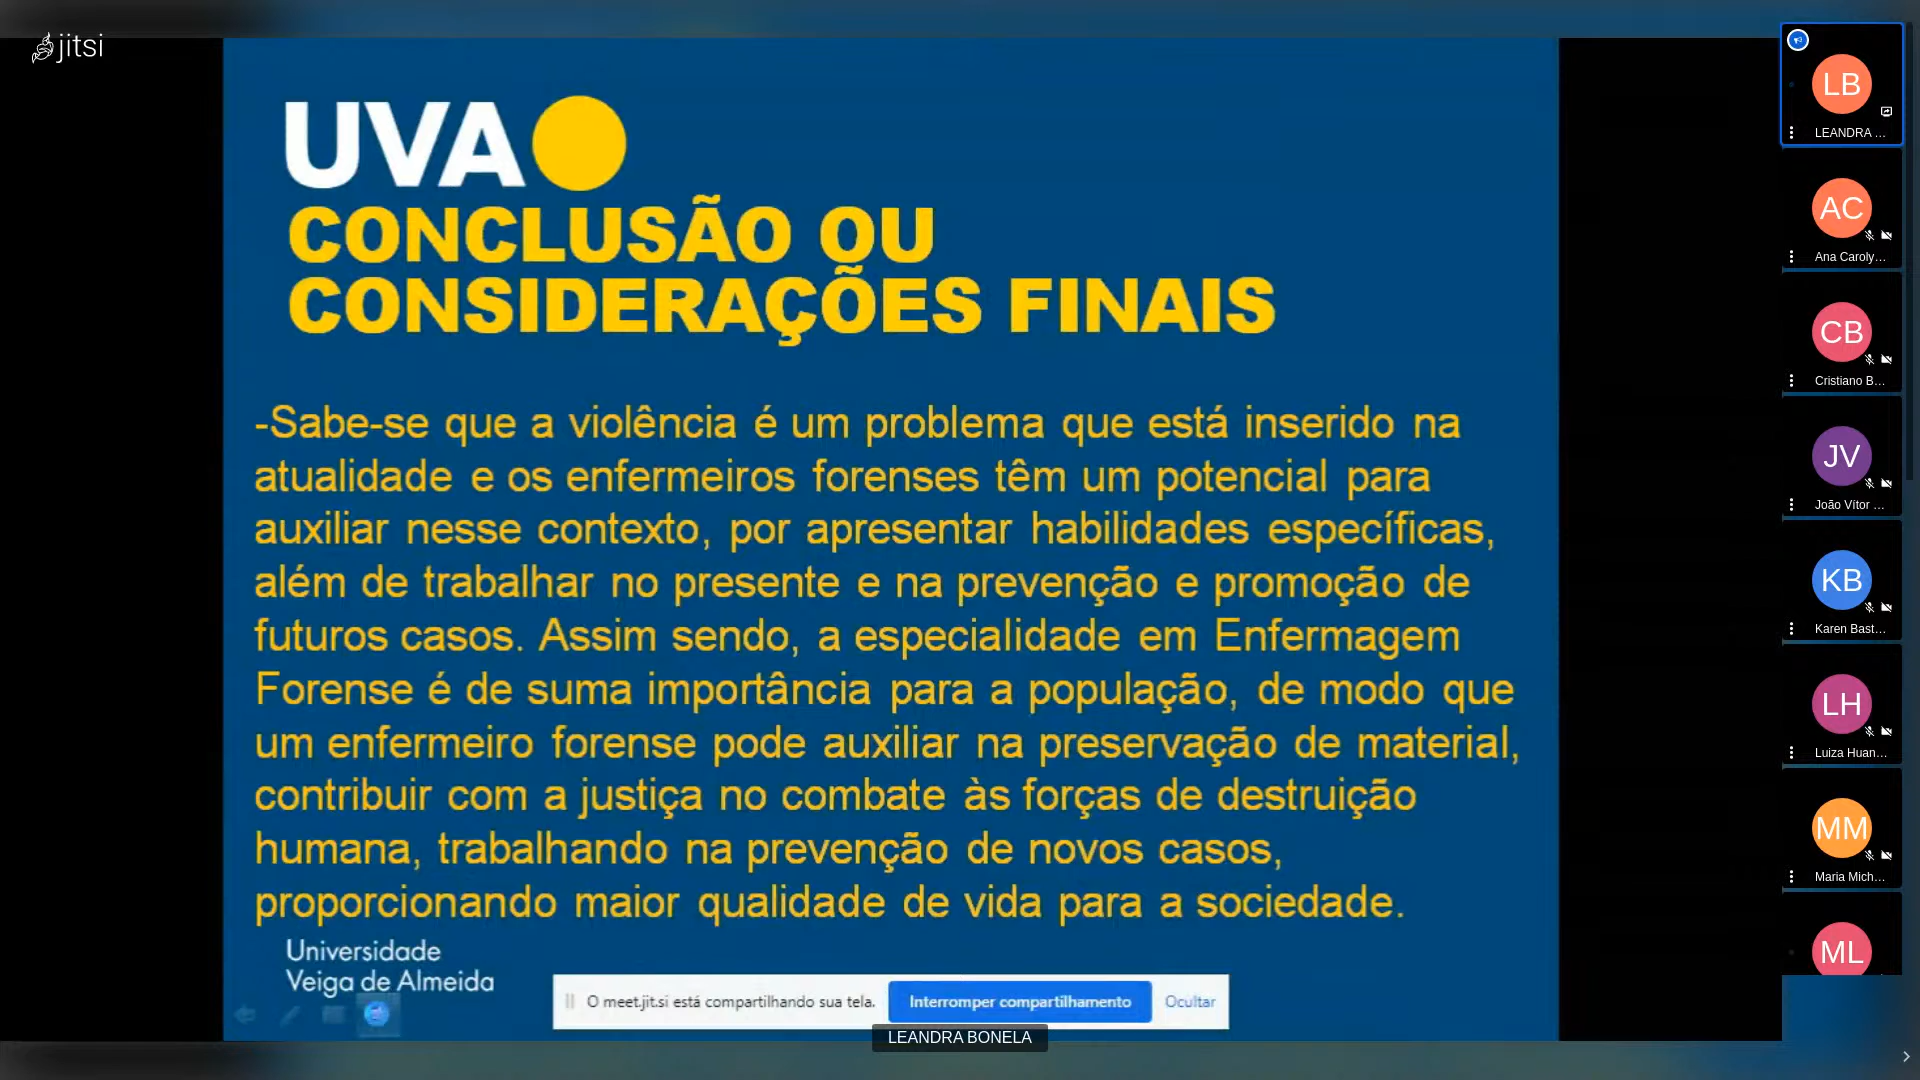 jitsi
UVA
CONCLUSÃO OU
CONSIDERAÇÕES FINAIS
-Sabe-se que a violência é um problema que está inserido na
atualidade e os enfermeiros forenses têm um potencial para
auxiliar nesse contexto, por apresentar habilidades específicas,
além de trabalhar no presente e na prevenção e promoção de
futuros casos. Assim sendo, a especialidade em Enfermagem
Forense é de suma importância para a população, de modo que
um enfermeiro forense pode auxiliar na preservação de material,
contribuir com a justiça no combate às forças de destruição
humana, trabalhando na prevenção de novos casos,
proporcionando maior qualidade de vida para a sociedade.
Universidade
Veiga de Almeida
O meet.jit.si está compartilhando sua tela.
Interromper compartilhamento
Ocultar
LEANDRA BONELA
LB
LEANDRA ...
AC
Ana Caroly...
CB
Cristiano B...
JV
João Vítor ...
KB
Karen Bast...
LH
Luiza Huan...
MM
Maria Mich...
ML